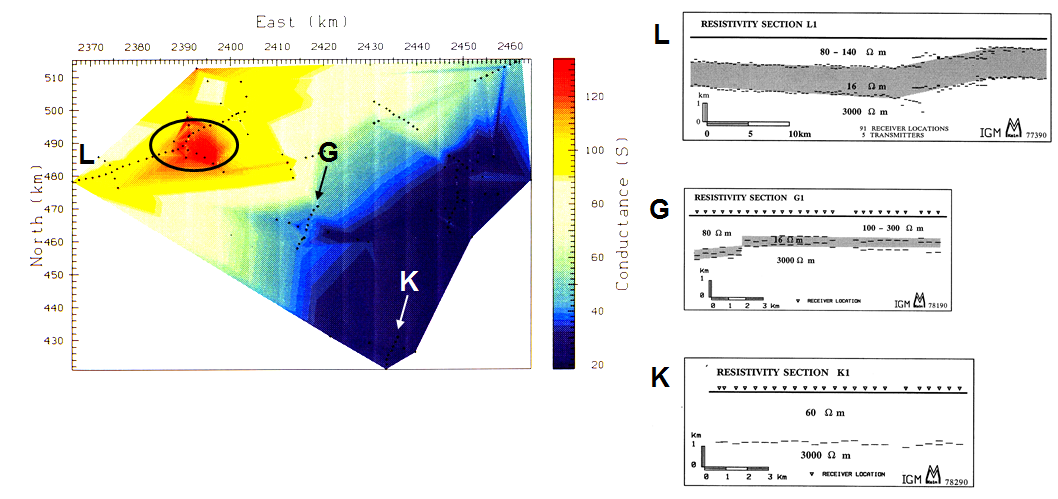 East (km)
2370 2380 2390 2400 2410 2420 2430 2440 2450 2460
North (km)
510
500
490
480
470
460
450
440
430
L
G
K
120
100
80
60
40
20
Conductance (S)
L
RESISTIVITY SECTION L1
80 - 140 Ω m
16 Ω m
3000 Ω m
1
km
0
0 5 10km
91 RECEIVER LOCATIONS
5 TRANSMITTERS
IGM
Metz
77390
G
RESISTIVITY SECTION G1
80 Ω m
100 - 300 Ω m
16 Ω m
3000 Ω m
1
Km
0
0 1 2 3 Km
RECEIVER LOCATION
IGM
78190
K
RESISTIVITY SECTION K1
60 Ω m
3000 Ω m
Km
1
0
0 1 2 3 Km
RECEIVER LOCATION
IGM
78290